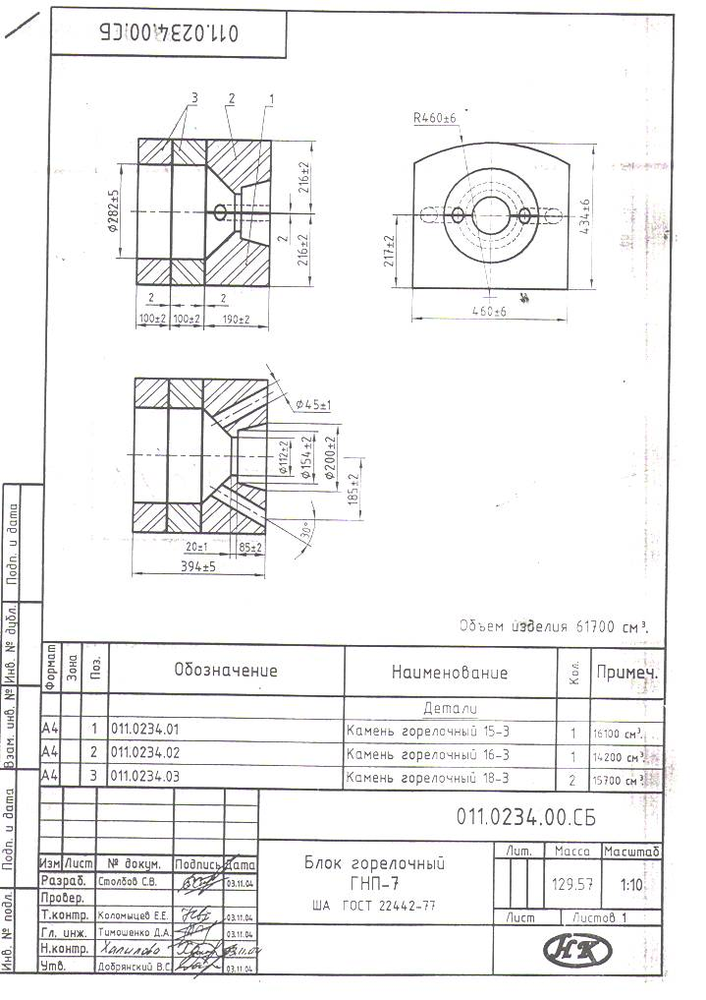 011.0234.00.СБ
3
2
1
R460±6
Ф282±5
216±2
2
216±2
2
2
100±2
100±2
190±2
217±2
434±6
460±6
Ф45±1
Ф112±2
Ф154±2
Ф200±2
185±2
30°
20±1
85±2
394±5
Объем изделия 61700 см³.
Формат Зона Поз. Обозначение Наименование Кол. Примеч.
Детали
А4 1 011.0234.01 Камень горелочный 15-3 1 16100 см³.
А4 2 011.0234.02 Камень горелочный 16-3 1 14200 см³.
А4 3 011.0234.03 Камень горелочный 18-3 2 15700 см³.
011.0234.00.СБ
Изм Лист № докум. Подпись Дата
Разраб. Столбов С.В. 03.11.04
Провер.
Т.контр. Коломыцев Е.Е. 03.11.04
Гл. инж. Тимошенко Д.А. 03.11.04
Н.контр. 03.11.04
Утв. Добрянский В.С. 03.11.04
Блок горелочный
ГНП-7
ША ГОСТ 22442-77
Лит. Масса Масштаб
129.57 1:10
Лист Листов 1
НК
Подп. и дата
Инв. № дубл.
Взам. инв. №
Подп. и дата
Инв. № подл.